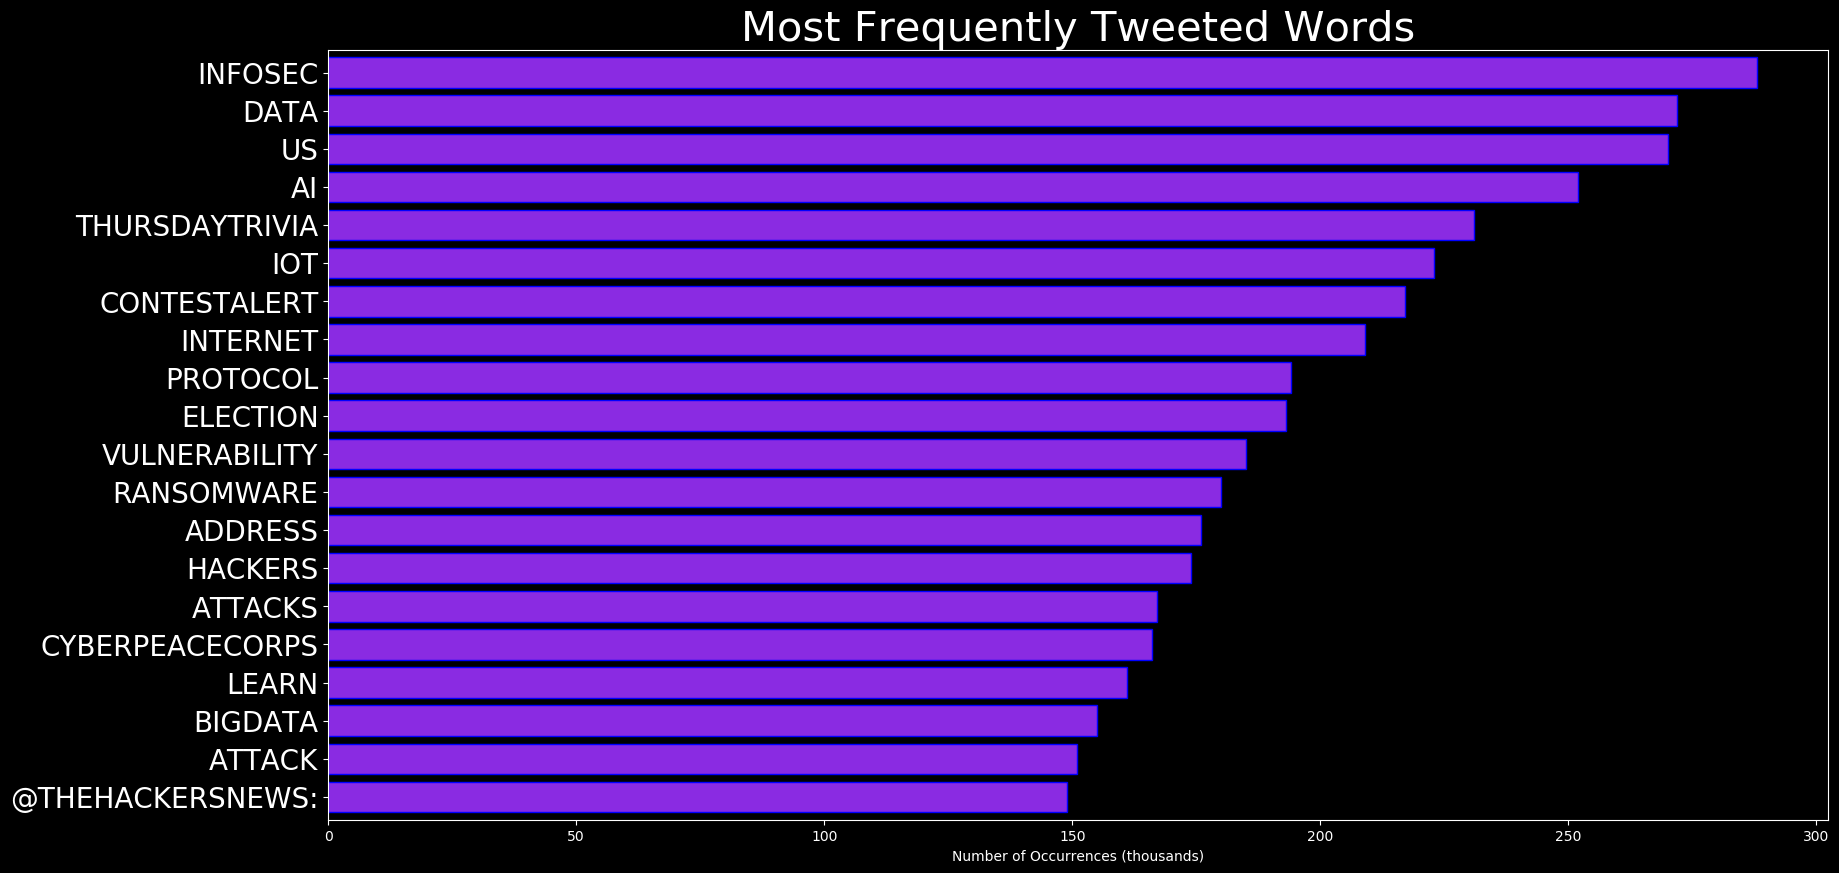 Most Frequently Tweeted Words
INFOSEC
DATA
US
AI
THURSDAYTRIVIA
IOT
CONTESTALERT
INTERNET
PROTOCOL
ELECTION
VULNERABILITY
RANSOMWARE
ADDRESS
HACKERS
ATTACKS
CYBERPEACECORPS
LEARN
BIGDATA
ATTACK
@THEHACKERSNEWS:
0 50 100 150 200 250 300
Number of Occurrences (thousands)